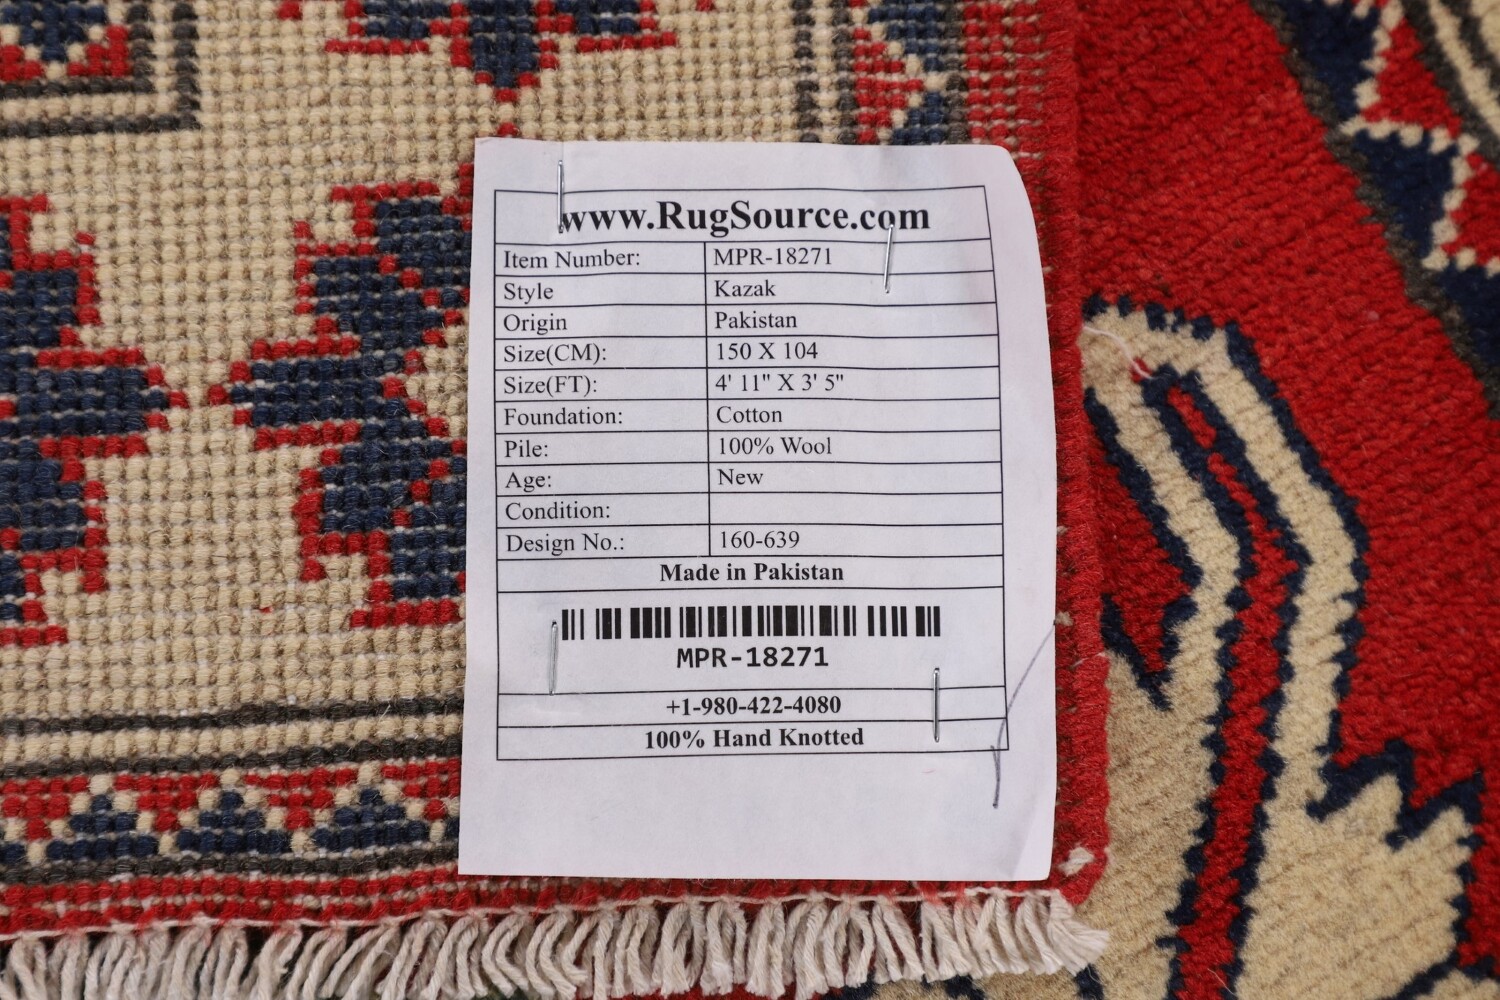 www.RugSource.com
Item Number: MPR-18271
Style Kazak
Origin Pakistan
Size(CM): 150 X 104
Size(FT): 4' 11" X 3' 5"
Foundation: Cotton
Pile: 100% Wool
Age: New
Condition:
Design No.: 160-639
Made in Pakistan
MPR-18271
+1-980-422-4080
100% Hand Knotted